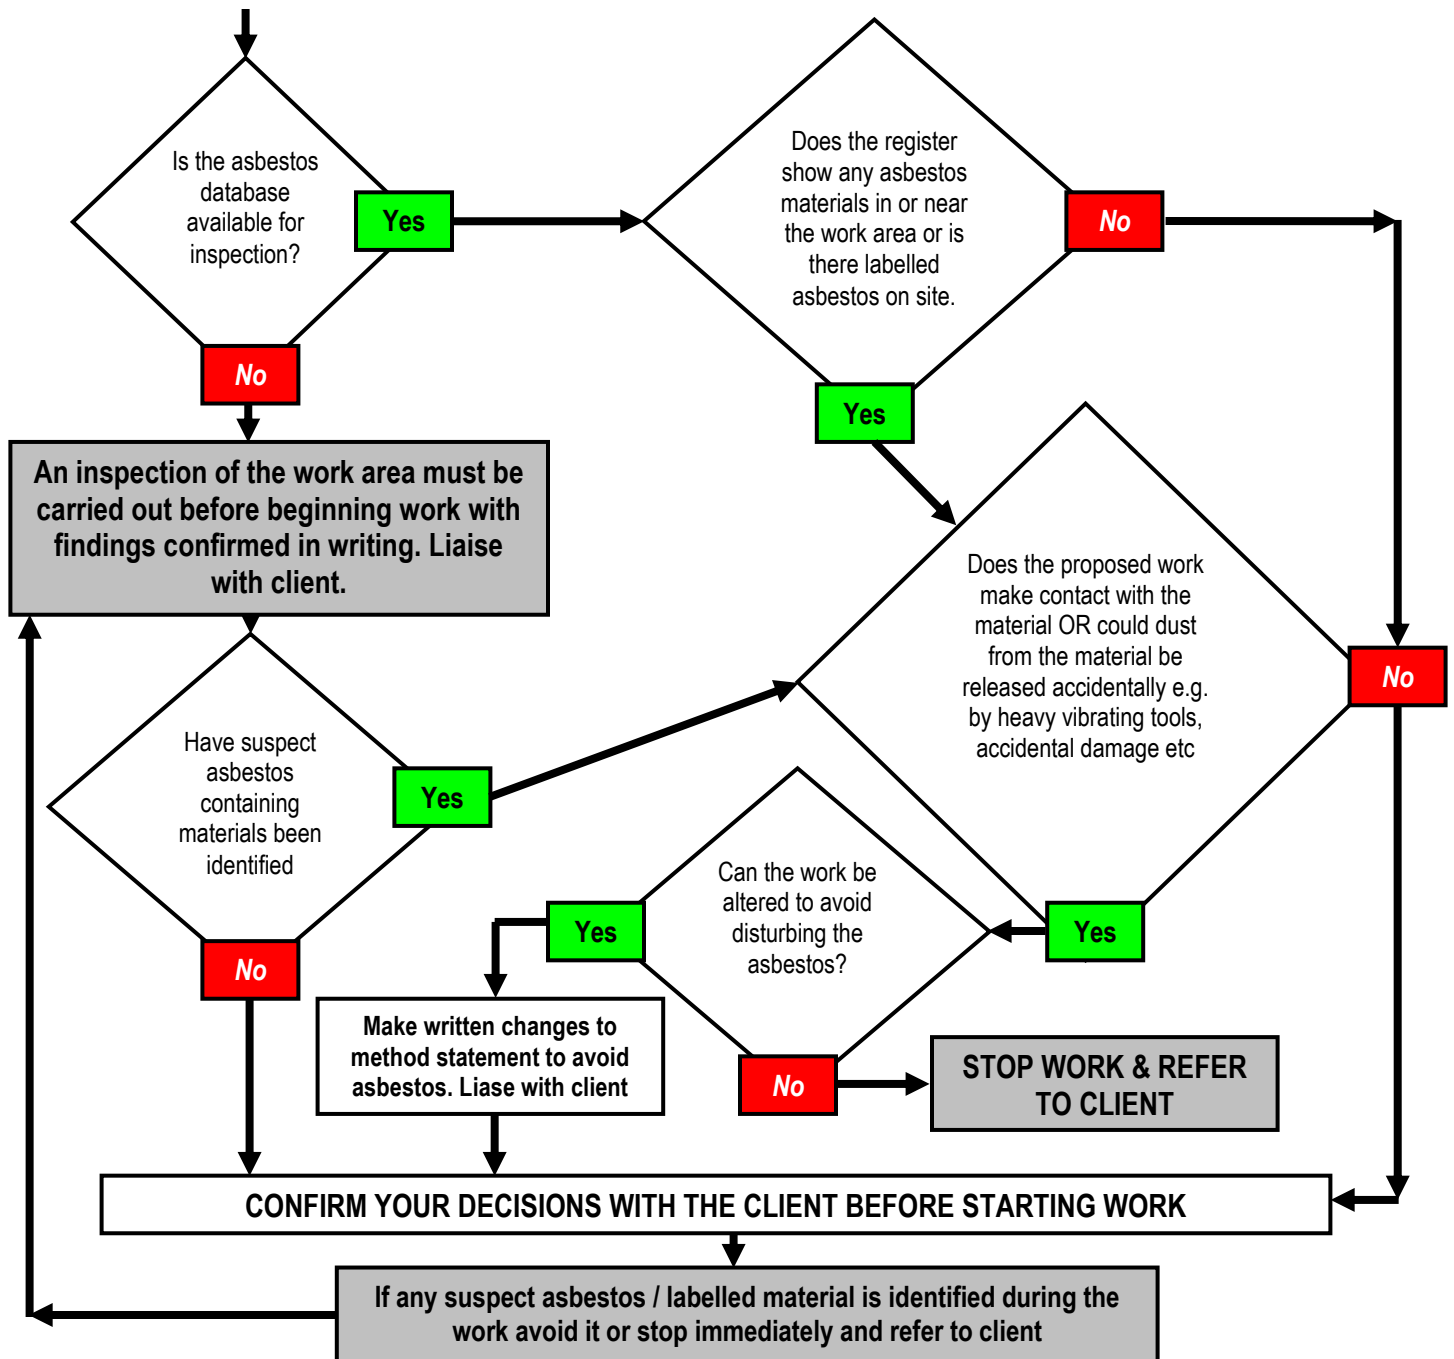 Is the asbestos
database
available for
inspection?
Yes
No
Does the register
show any asbestos
materials in or near
the work area or is
there labelled
asbestos on site.
No
Yes
An inspection of the work area must be
carried out before beginning work with
findings confirmed in writing. Liaise
with client.
Does the proposed work
make contact with the
material OR could dust
from the material be
released accidentally e.g.
by heavy vibrating tools,
accidental damage etc
No
Yes
Have suspect
asbestos
containing
materials been
identified
Yes
No
Can the work be
altered to avoid
disturbing the
asbestos?
Yes
No
Make written changes to
method statement to avoid
asbestos. Liase with client
STOP WORK & REFER
TO CLIENT
CONFIRM YOUR DECISIONS WITH THE CLIENT BEFORE STARTING WORK
If any suspect asbestos / labelled material is identified during the
work avoid it or stop immediately and refer to client